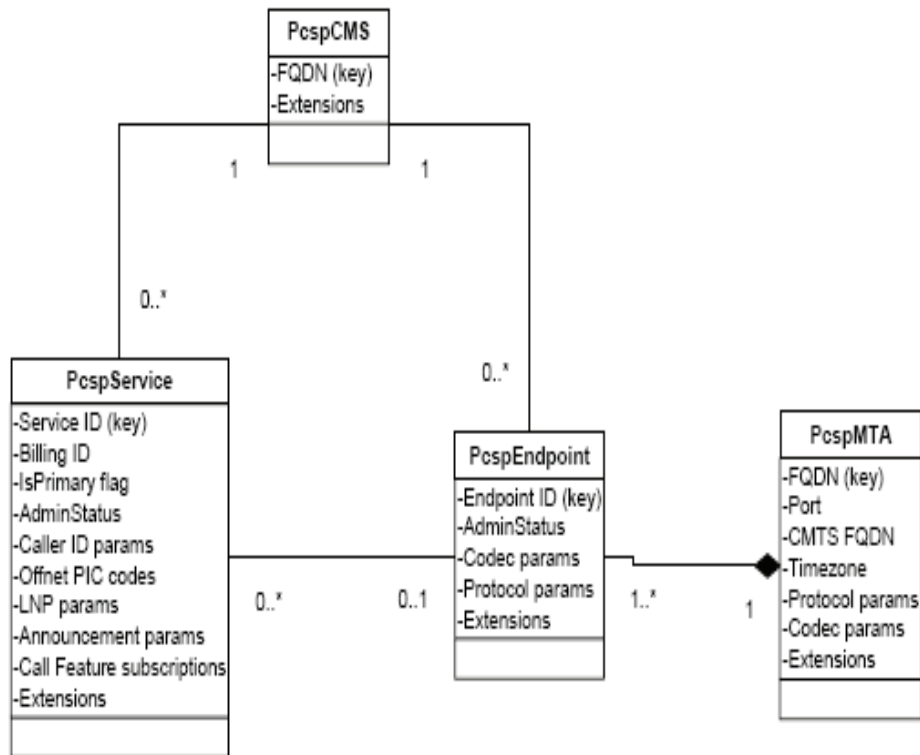 PcspCMS
-FQDN (key)
-Extensions
1
1
0..*
0..*
PcspService
-Service ID (key)
-Billing ID
-IsPrimary flag
-AdminStatus
-Caller ID params
-Offnet PIC codes
-LNP params
-Announcement params
-Call Feature subscriptions
-Extensions
0..*
0..1
PcspEndpoint
-Endpoint ID (key)
-AdminStatus
-Codec params
-Protocol params
-Extensions
1..*
1
PcspMTA
-FQDN (key)
-Port
-CMTS FQDN
-Timezone
-Protocol params
-Codec params
-Extensions